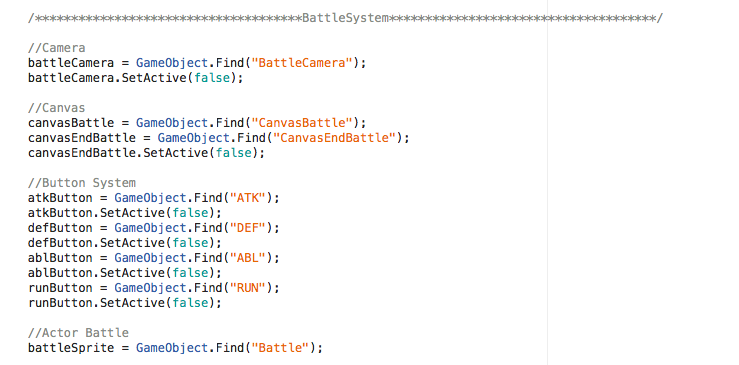 /*************************************BattleSystem*************************************/
//Camera
battleCamera = GameObject.Find("BattleCamera");
battleCamera.SetActive(false);
//Canvas
canvasBattle = GameObject.Find("CanvasBattle");
canvasEndBattle = GameObject.Find("CanvasEndBattle");
canvasEndBattle.SetActive(false);
//Button System
atkButton = GameObject.Find("ATK");
atkButton.SetActive(false);
defButton = GameObject.Find("DEF");
defButton.SetActive(false);
ablButton = GameObject.Find("ABL");
ablButton.SetActive(false);
runButton = GameObject.Find("RUN");
runButton.SetActive(false);
//Actor Battle
battleSprite = GameObject.Find("Battle");